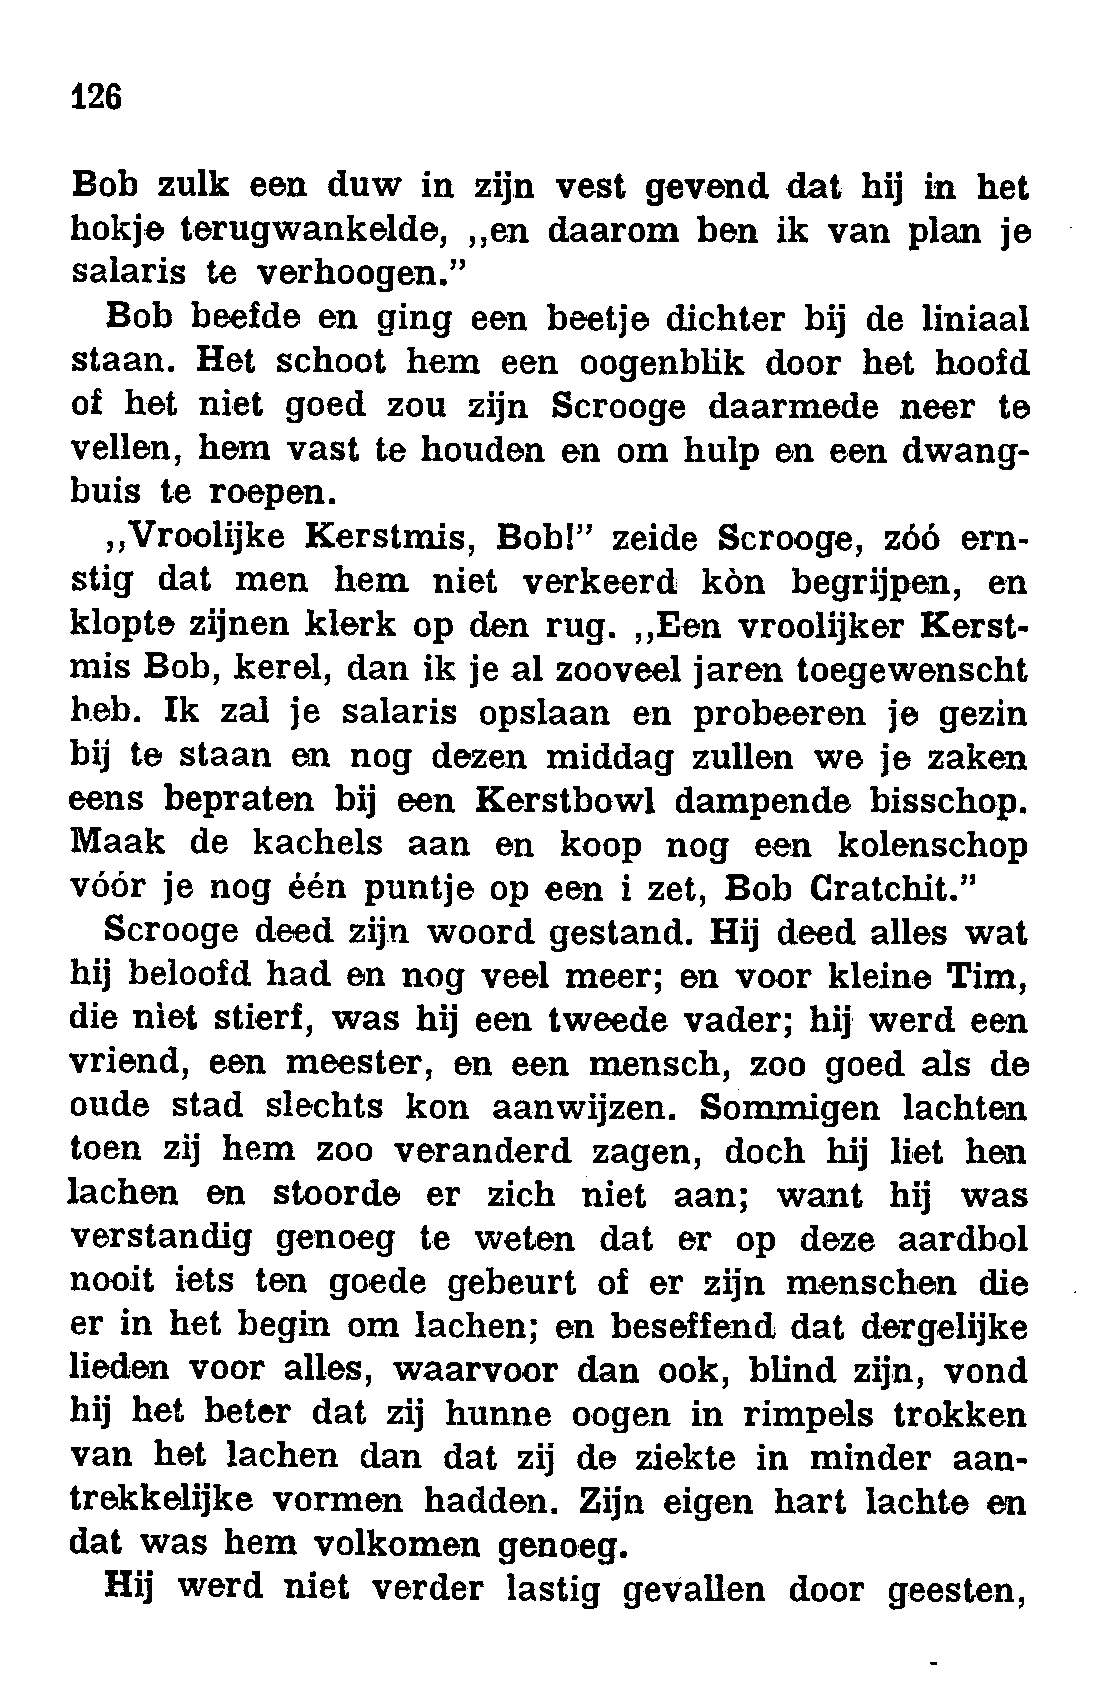 126
Bob zulk een duw in zijn vest gevend dat hij in het
hokje terugwankelde, ,,en daarom ben ik van plan je
salaris te verhoogen.”
Bob beefde en ging een beetje dichter bij de liniaal
staan. Het schoot hem een oogenblik door het hoofd
of het niet goed zou zijn Scrooge daarmede neer te
vellen, hem vast te houden en om hulp en een dwang-
buis te roepen.
,,Vroolijke Kerstmis, Bob!” zeide Scrooge, zóó ern-
stig dat men hem niet verkeerd kòn begrijpen, en
klopte zijnen klerk op den rug. ,,Een vroolijker Kerst-
mis Bob, kerel, dan ik je al zooveel jaren toegewenscht
heb. Ik zal je salaris opslaan en probeeren je gezin
bij te staan en nog dezen middag zullen we je zaken
eens bepraten bij een Kerstbowl dampende bisschop.
Maak de kachels aan en koop nog een kolenschop
vóór je nog één puntje op een i zet, Bob Cratchit.”
Scrooge deed zijn woord gestand. Hij deed alles wat
hij beloofd had en nog veel meer; en voor kleine Tim,
die niet stierf, was hij een tweede vader; hij werd een
vriend, een meester, en een mensch, zoo goed als de
oude stad slechts kon aanwijzen. Sommigen lachten
toen zij hem zoo veranderd zagen, doch hij liet hen
lachen en stoorde er zich niet aan; want hij was
verstandig genoeg te weten dat er op deze aardbol
nooit iets ten goede gebeurt of er zijn menschen die
er in het begin om lachen; en beseffend dat dergelijke
lieden voor alles, waarvoor dan ook, blind zijn, vond
hij het beter dat zij hunne oogen in rimpels trokken
van het lachen dan dat zij de ziekte in minder aan-
trekkelijke vormen hadden. Zijn eigen hart lachte en
dat was hem volkomen genoeg.
Hij werd niet verder lastig gevallen door geesten,